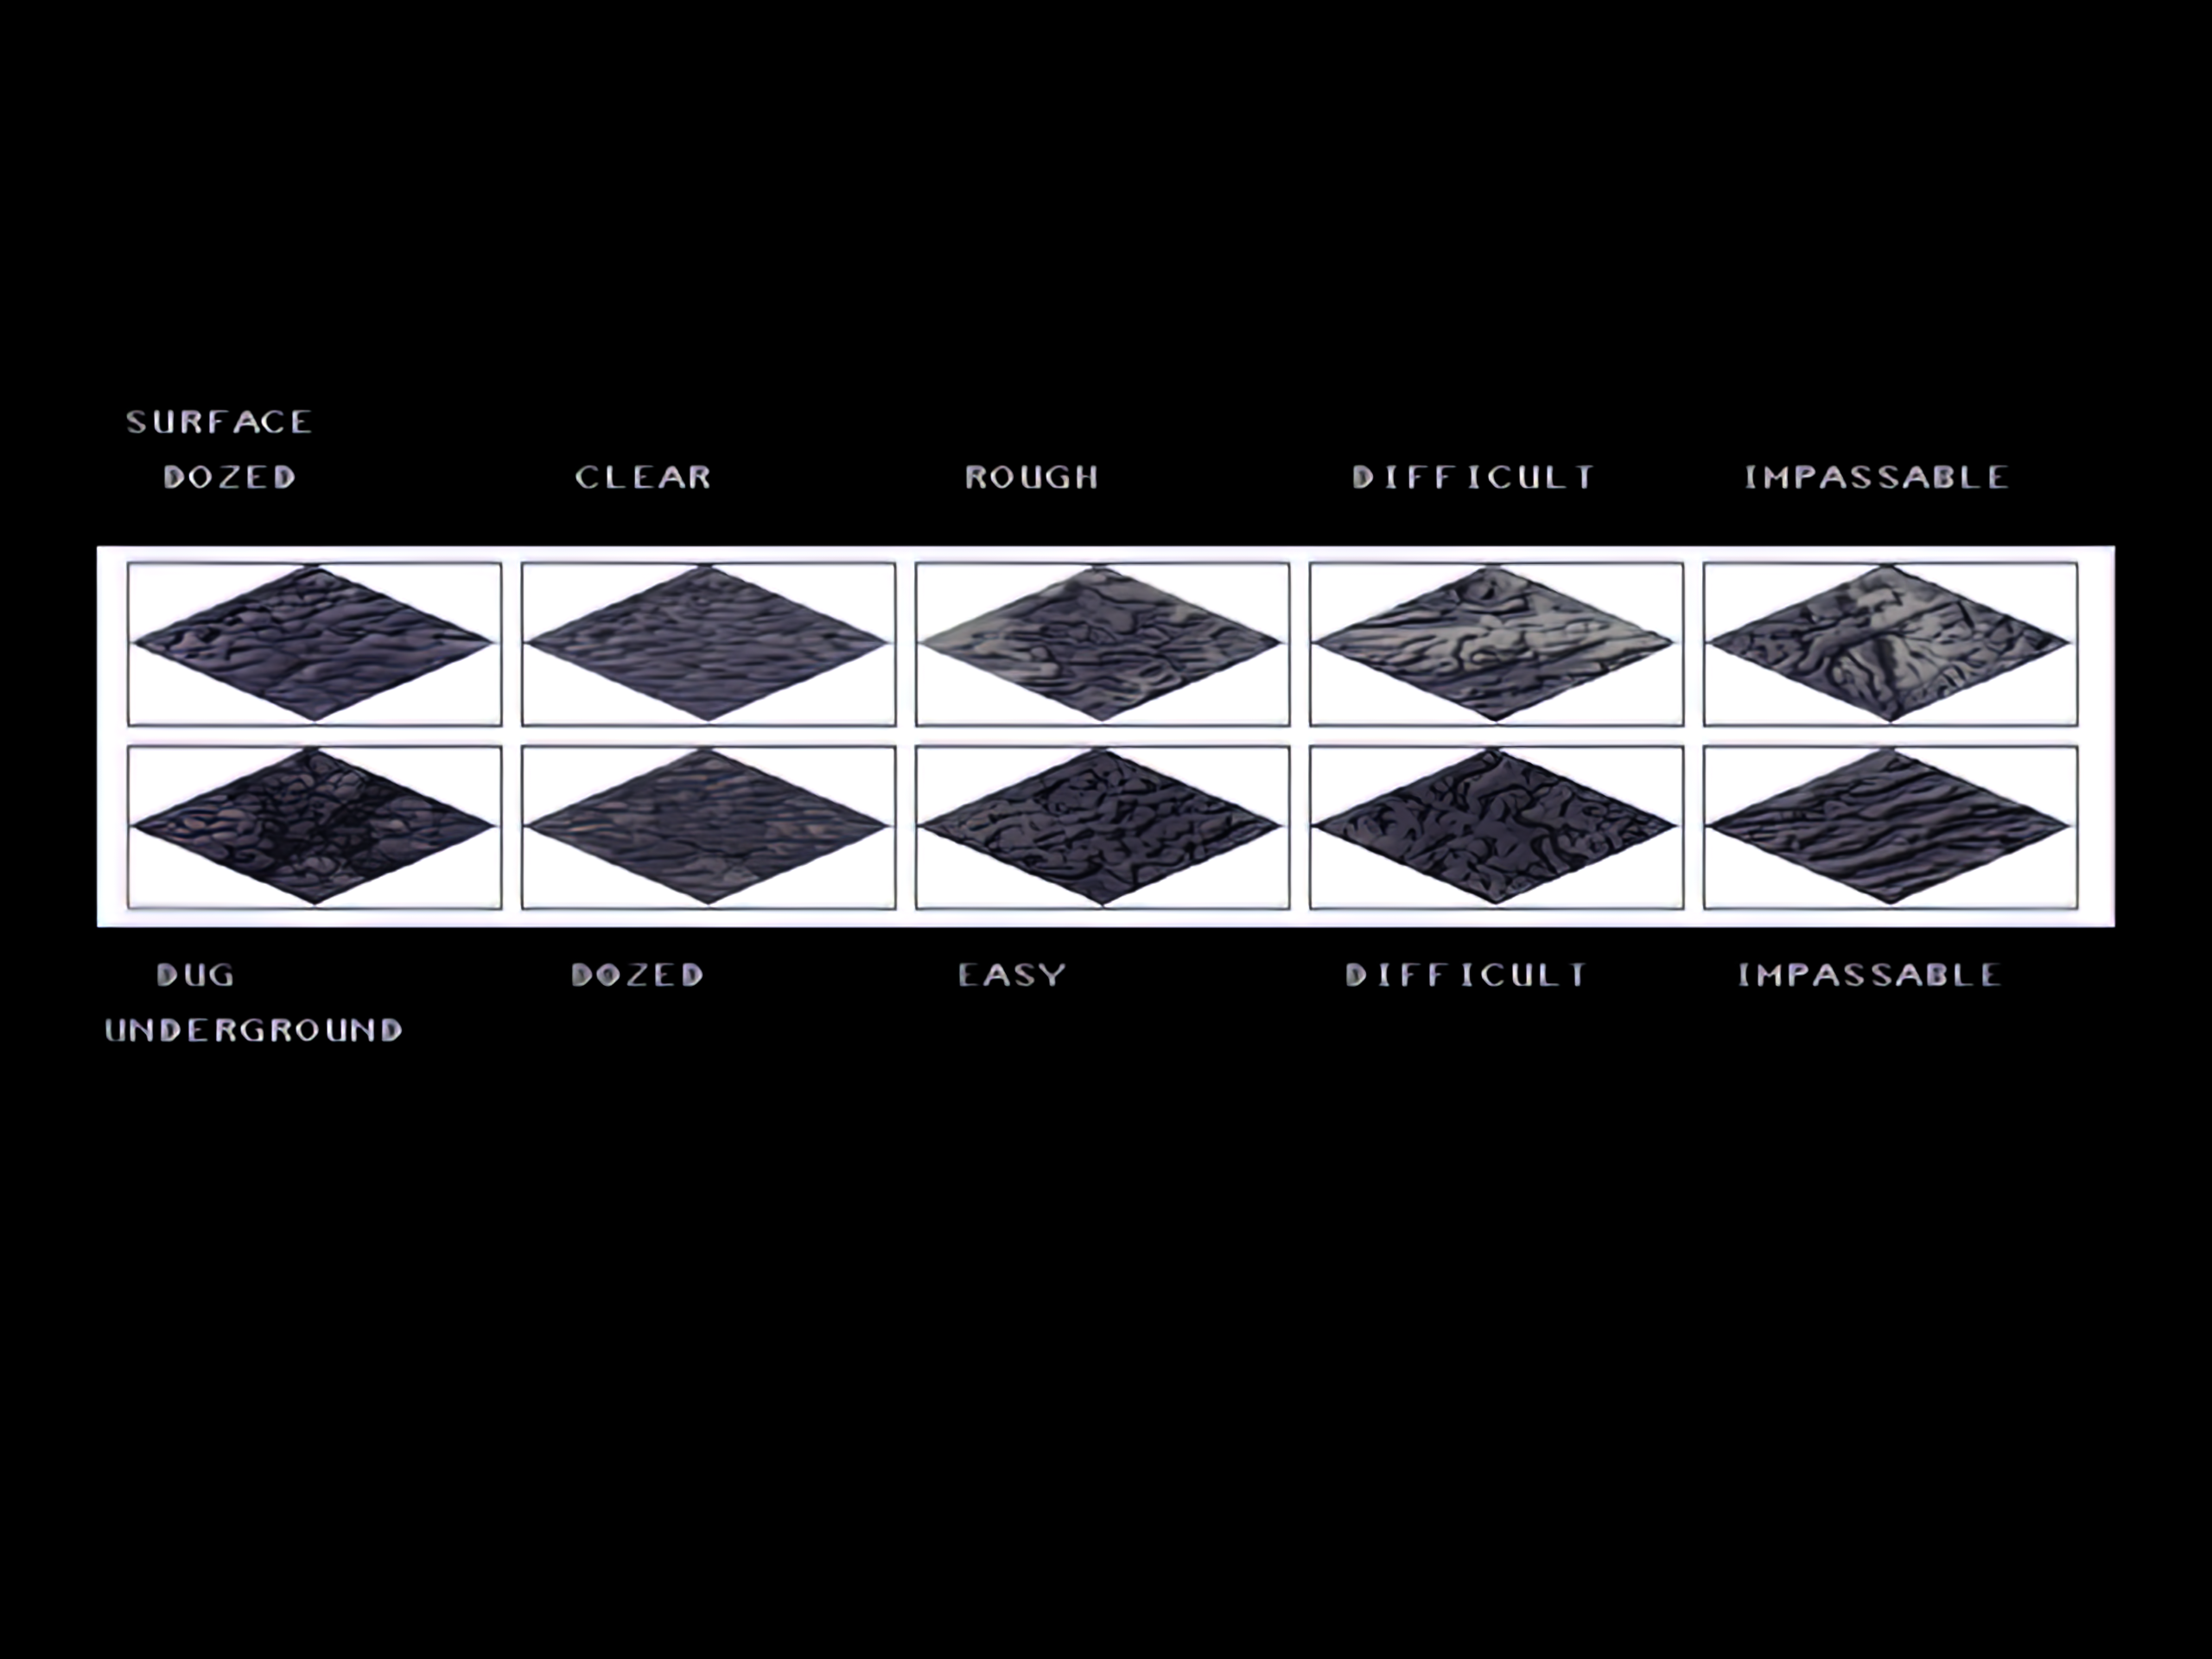 SURFACE
DOZED CLEAR ROUGH DIFFICULT IMPASSABLE
DUG DOZED EASY DIFFICULT IMPASSABLE
UNDERGROUND